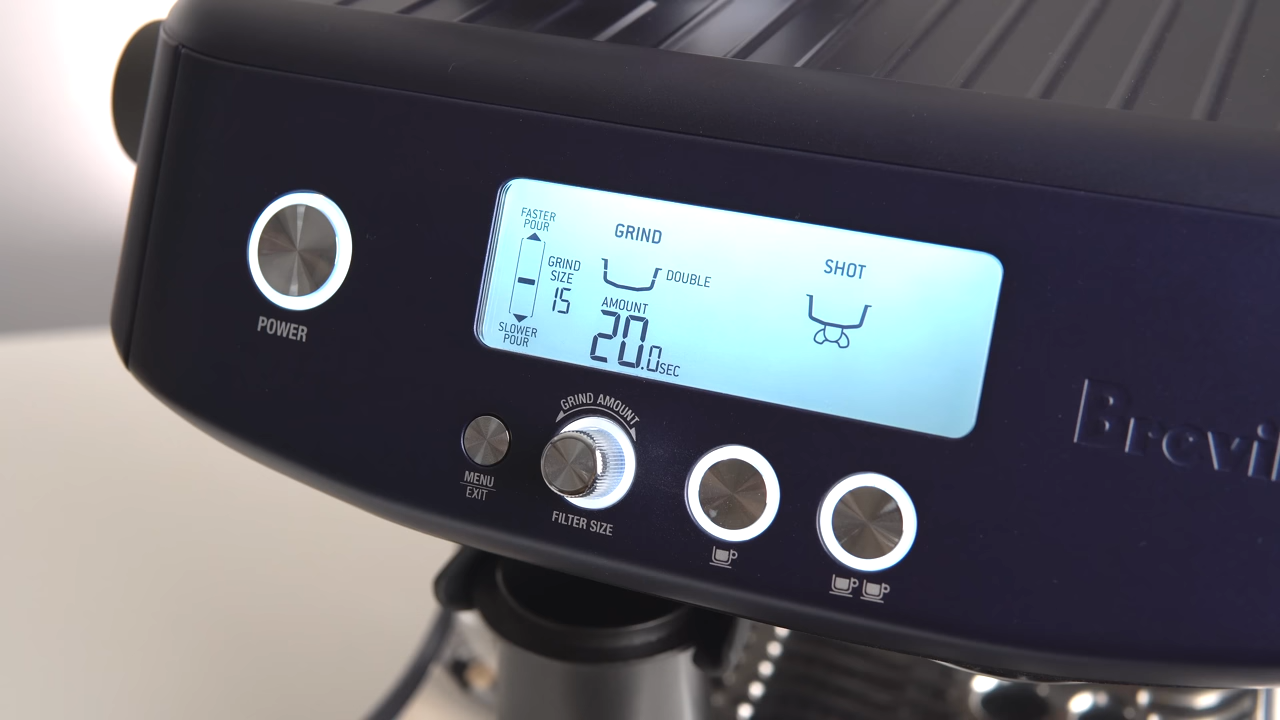 FASTER
POUR
GRIND
SHOT
GRIND
SIZE
15
DOUBLE
AMOUNT
20.0SEC
SLOWER
POUR
POWER
GRIND AMOUNT
MENU
EXIT
FILTER SIZE